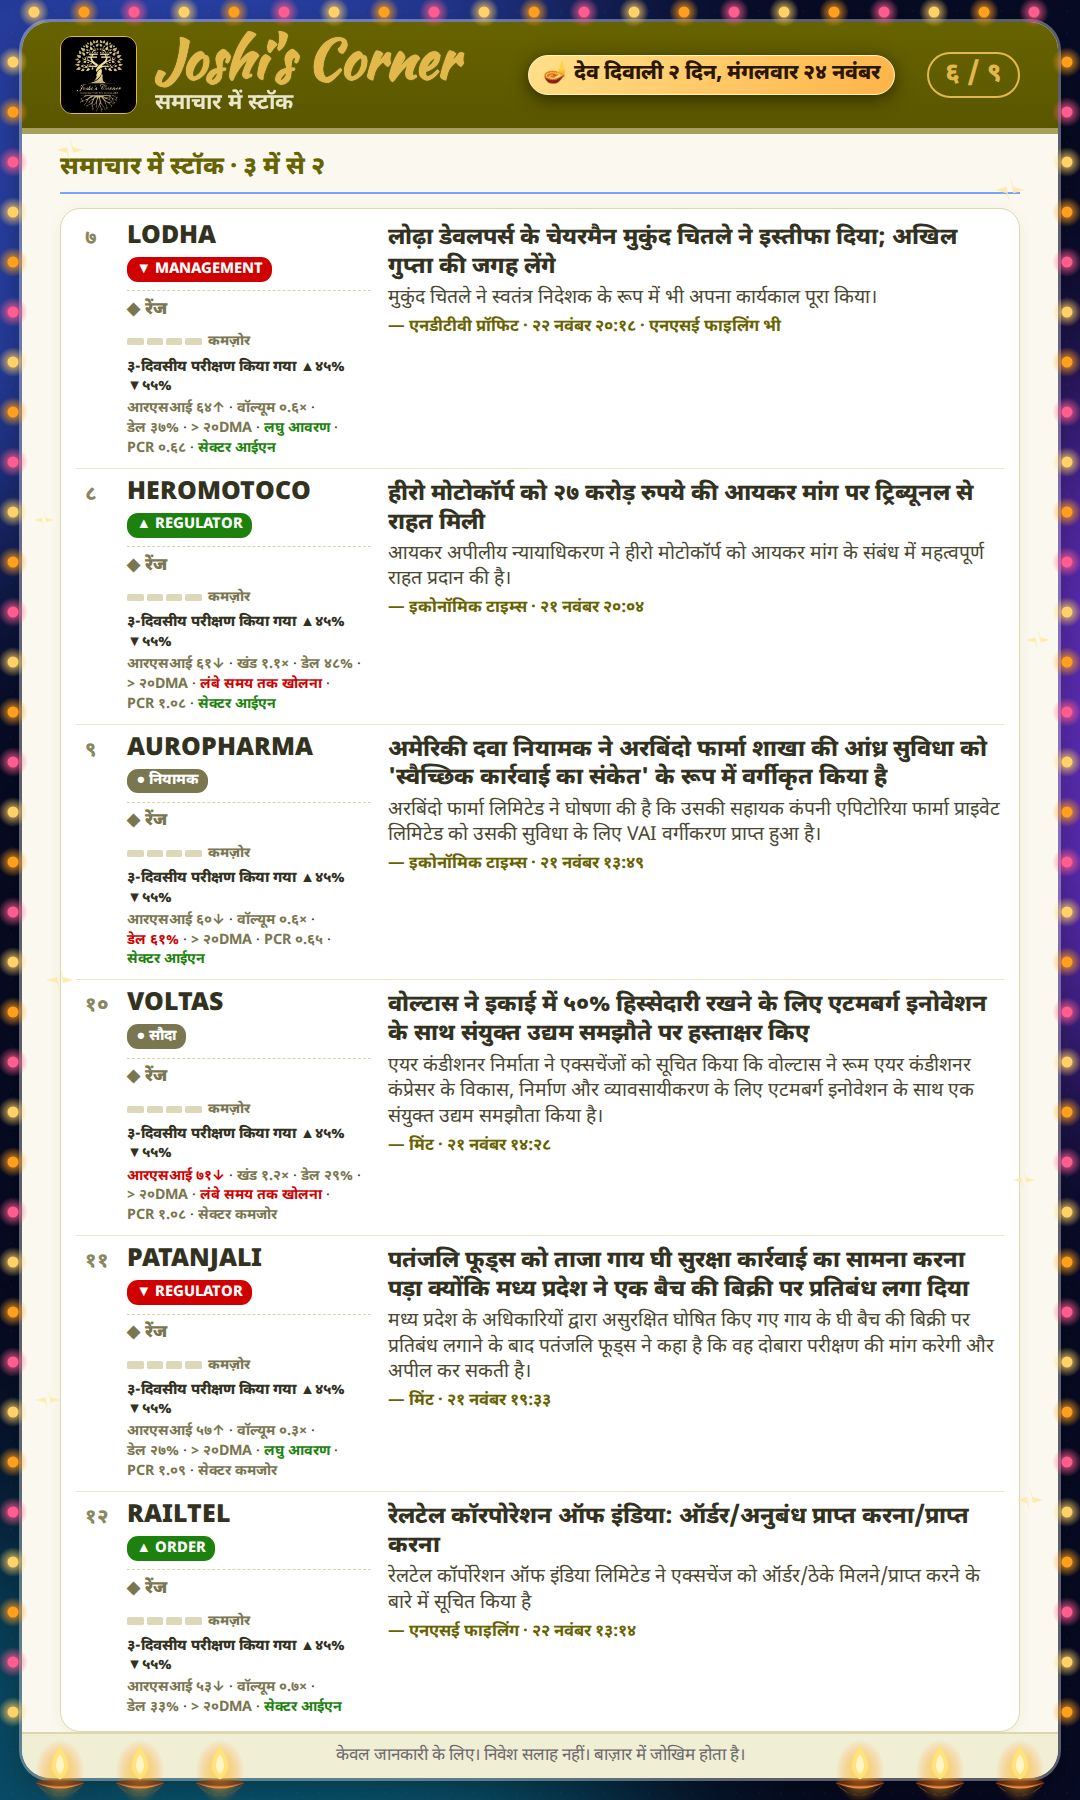 Joshi's Corner
Joshi's Corner
समाचार में स्टॉक
🪔 देव दिवाली २ दिन, मंगलवार २४ नवंबर
६ / ९
समाचार में स्टॉक · ३ में से २
७
LODHA
▼ MANAGEMENT
◆ रेंज
कमज़ोर
३-दिवसीय परीक्षण किया गया ▲४५%
▼५५%
आरएसआई ६४↑ · वॉल्यूम ०.६× ·
डेल ३७% · > २०DMA · लघु आवरण ·
PCR ०.६८ · सेक्टर आईएन
लोढ़ा डेवलपर्स के चेयरमैन मुकुंद चितले ने इस्तीफा दिया; अखिल
गुप्ता की जगह लेंगे
मुकुंद चितले ने स्वतंत्र निदेशक के रूप में भी अपना कार्यकाल पूरा किया।
— एनडीटीवी प्रॉफिट · २२ नवंबर २०:१८ · एनएसई फाइलिंग भी
८
HEROMOTOCO
▲ REGULATOR
◆ रेंज
कमज़ोर
३-दिवसीय परीक्षण किया गया ▲४५%
▼५५%
आरएसआई ६१↓ · खंड १.१× · डेल ४८% ·
> २०DMA · लंबे समय तक खोलना ·
PCR १.०८ · सेक्टर आईएन
हीरो मोटोकॉर्प को २७ करोड़ रुपये की आयकर मांग पर ट्रिब्यूनल से
राहत मिली
आयकर अपीलीय न्यायाधिकरण ने हीरो मोटोकॉर्प को आयकर मांग के संबंध में महत्वपूर्ण
राहत प्रदान की है।
— इकोनॉमिक टाइम्स · २१ नवंबर २०:०४
९
AUROPHARMA
● नियामक
◆ रेंज
कमज़ोर
३-दिवसीय परीक्षण किया गया ▲४५%
▼५५%
आरएसआई ६०↓ · वॉल्यूम ०.६× ·
डेल ६१% · > २०DMA · PCR ०.६५ ·
सेक्टर आईएन
अमेरिकी दवा नियामक ने अरबिंदो फार्मा शाखा की आंध्र सुविधा को
'स्वैच्छिक कार्रवाई का संकेत' के रूप में वर्गीकृत किया है
अरबिंदो फार्मा लिमिटेड ने घोषणा की है कि उसकी सहायक कंपनी एपिटोरिया फार्मा प्राइवेट
लिमिटेड को उसकी सुविधा के लिए VAI वर्गीकरण प्राप्त हुआ है।
— इकोनॉमिक टाइम्स · २१ नवंबर १३:४९
१०
VOLTAS
● सौदा
◆ रेंज
कमज़ोर
३-दिवसीय परीक्षण किया गया ▲४५%
▼५५%
आरएसआई ७१↓ · खंड १.२× · डेल २९% ·
> २०DMA · लंबे समय तक खोलना ·
PCR १.०८ · सेक्टर कमजोर
वोल्टास ने इकाई में ५०% हिस्सेदारी रखने के लिए एटमबर्ग इनोवेशन
के साथ संयुक्त उद्यम समझौते पर हस्ताक्षर किए
एयर कंडीशनर निर्माता ने एक्सचेंजों को सूचित किया कि वोल्टास ने रूम एयर कंडीशनर
कंप्रेसर के विकास, निर्माण और व्यावसायीकरण के लिए एटमबर्ग इनोवेशन के साथ एक
संयुक्त उद्यम समझौता किया है।
— मिंट · २१ नवंबर १४:२८
११
PATANJALI
▼ REGULATOR
◆ रेंज
कमज़ोर
३-दिवसीय परीक्षण किया गया ▲४५%
▼५५%
आरएसआई ५७↑ · वॉल्यूम ०.३× ·
डेल २७% · > २०DMA · लघु आवरण ·
PCR १.०९ · सेक्टर कमजोर
पतंजलि फूड्स को ताजा गाय घी सुरक्षा कार्रवाई का सामना करना
पड़ा क्योंकि मध्य प्रदेश ने एक बैच की बिक्री पर प्रतिबंध लगा दिया
मध्य प्रदेश के अधिकारियों द्वारा असुरक्षित घोषित किए गए गाय के घी बैच की बिक्री पर
प्रतिबंध लगाने के बाद पतंजलि फूड्स ने कहा है कि वह दोबारा परीक्षण की मांग करेगी और
अपील कर सकती है।
— मिंट · २१ नवंबर १९:३३
१२
RAILTEL
▲ ORDER
◆ रेंज
कमज़ोर
३-दिवसीय परीक्षण किया गया ▲४५%
▼५५%
आरएसआई ५३↓ · वॉल्यूम ०.७× ·
डेल ३३% · > २०DMA · सेक्टर आईएन
रेलटेल कॉरपोरेशन ऑफ इंडिया: ऑर्डर/अनुबंध प्राप्त करना/प्राप्त
करना
रेलटेल कॉर्पोरेशन ऑफ इंडिया लिमिटेड ने एक्सचेंज को ऑर्डर/ठेके मिलने/प्राप्त करने के
बारे में सूचित किया है
— एनएसई फाइलिंग · २२ नवंबर १३:१४
केवल जानकारी के लिए। निवेश सलाह नहीं। बाज़ार में जोखिम होता है।